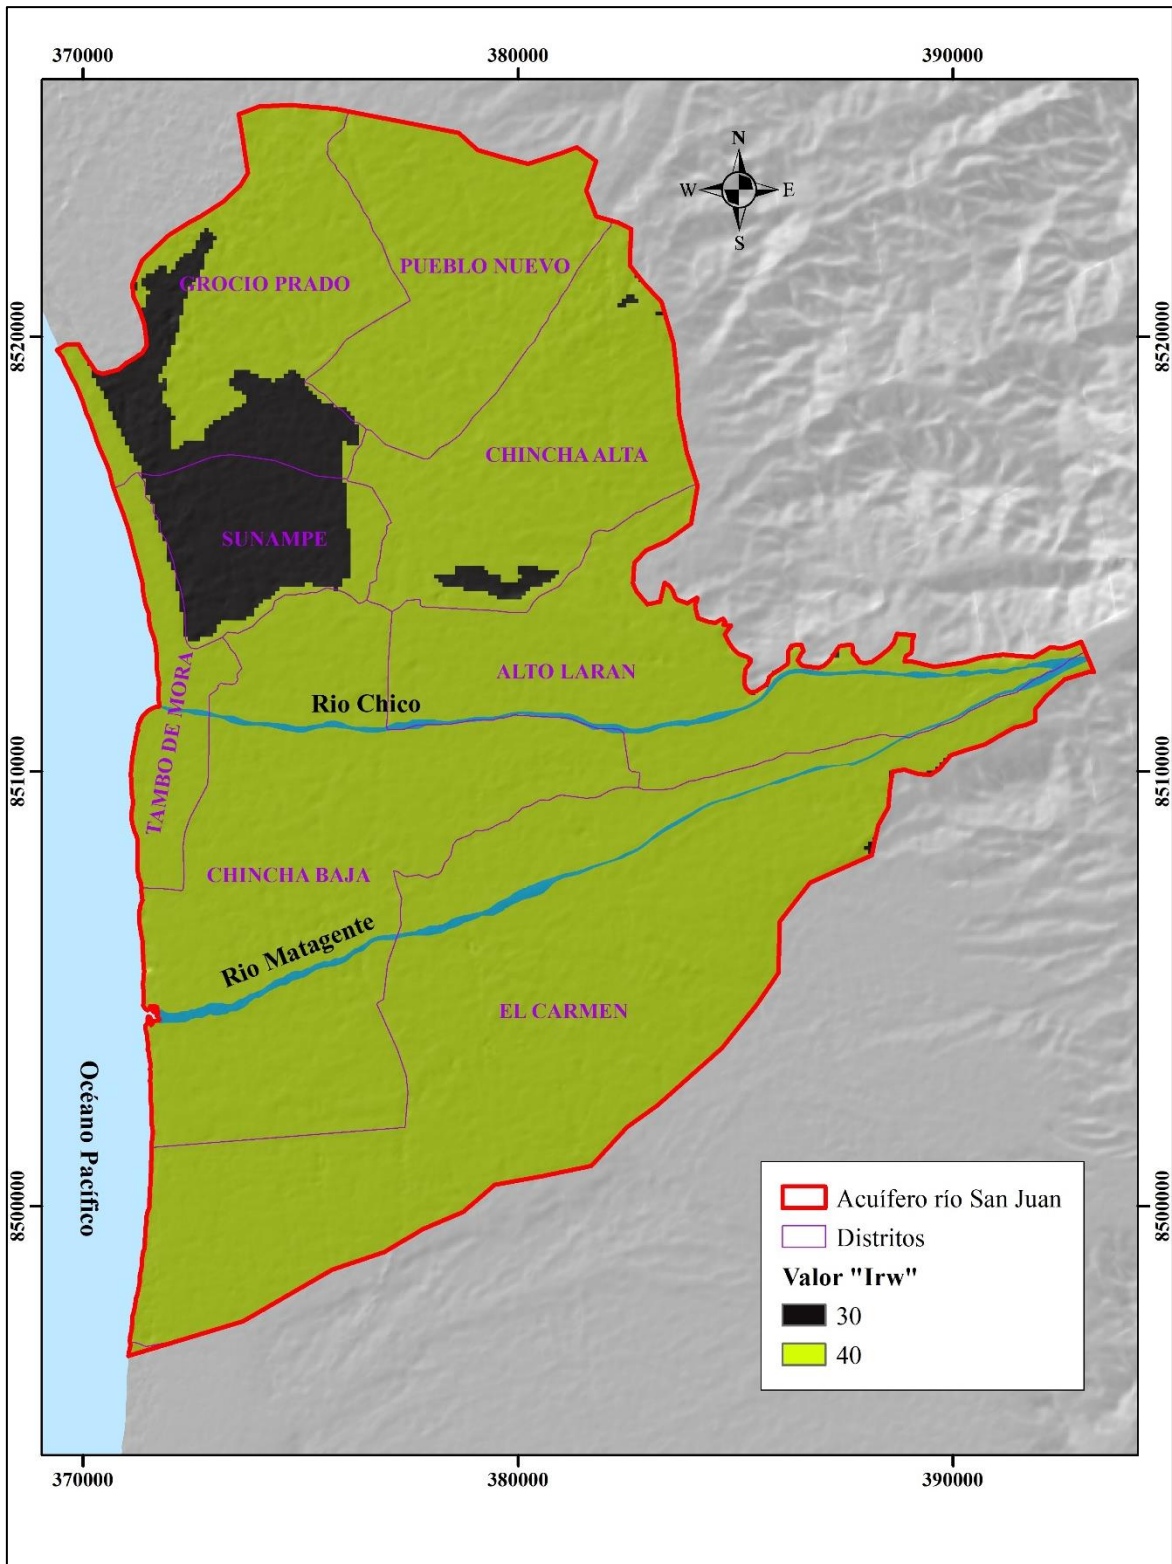 370000
380000
390000
N
W
E
S
PUEBLO NUEVO
GROCIO PRADO
8520000
8520000
CHINCHA ALTA
SUNAMPE
ALTO LARAN
Rio Chico
TAMBO DE MORA
8510000
8510000
CHINCHA BAJA
Rio Matagente
EL CARMEN
Océano Pacífico
8500000
8500000
Acuífero río San Juan
Distritos
Valor "Irw"
30
40
370000
380000
390000